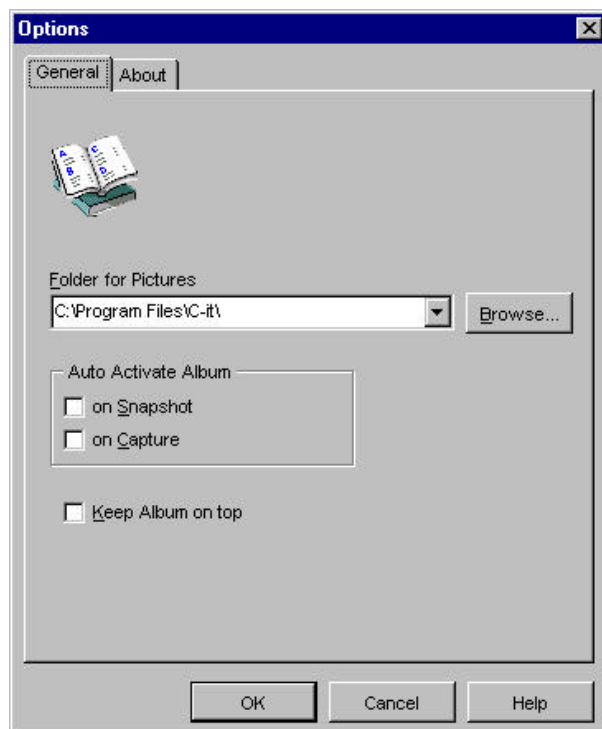 Options
General
About
A
B
C
D
Folder for Pictures
C:\Program Files\C-it\
Browse...
Auto Activate Album
on Snapshot
on Capture
Keep Album on top
OK
Cancel
Help